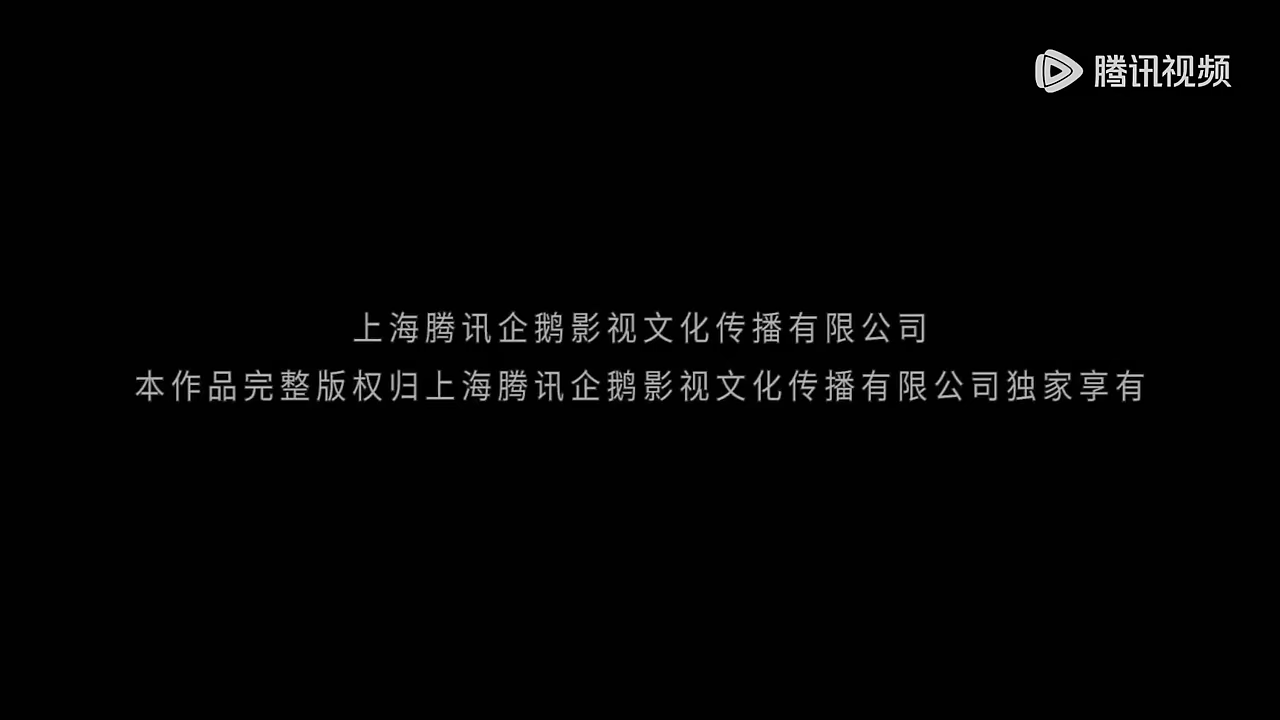 腾讯视频
上海腾讯企鹅影视文化传播有限公司
本作品完整版权归上海腾讯企鹅影视文化传播有限公司独家享有